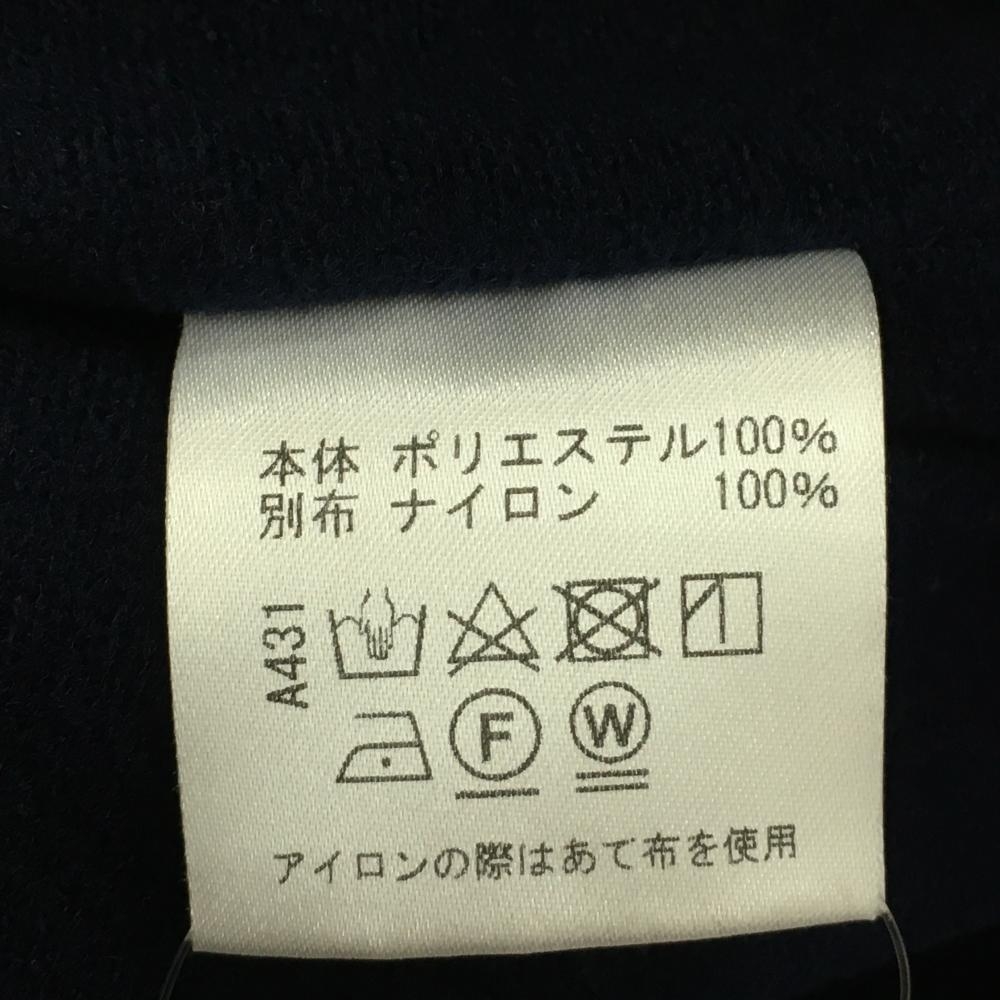 本体 ポリエステル100%
別布 ナイロン 100%
A431
F W
アイロンの際はあて布を使用